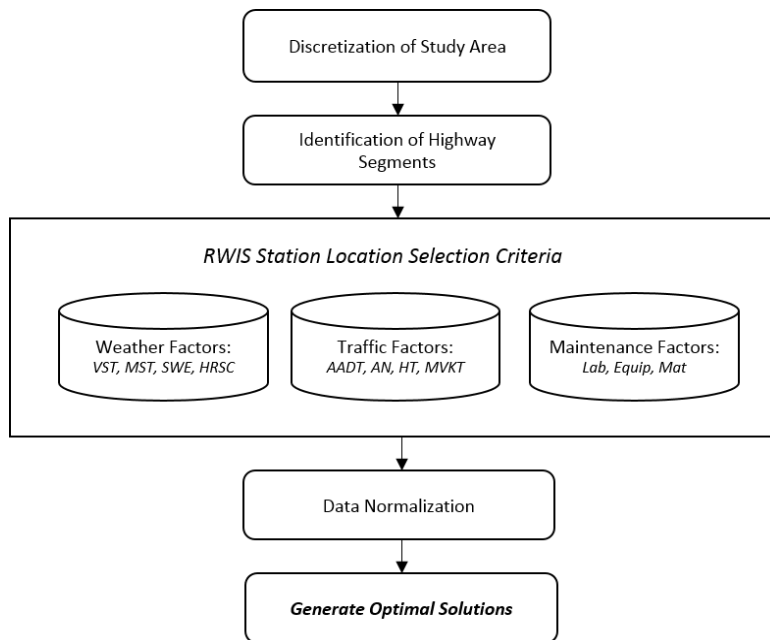 Discretization of Study Area
Identification of Highway
Segments
RWIS Station Location Selection Criteria
Weather Factors:
VST, MST, SWE, HRSC
Traffic Factors:
AADT, AN, HT, MVKT
Maintenance Factors:
Lab, Equip, Mat
Data Normalization
Generate Optimal Solutions